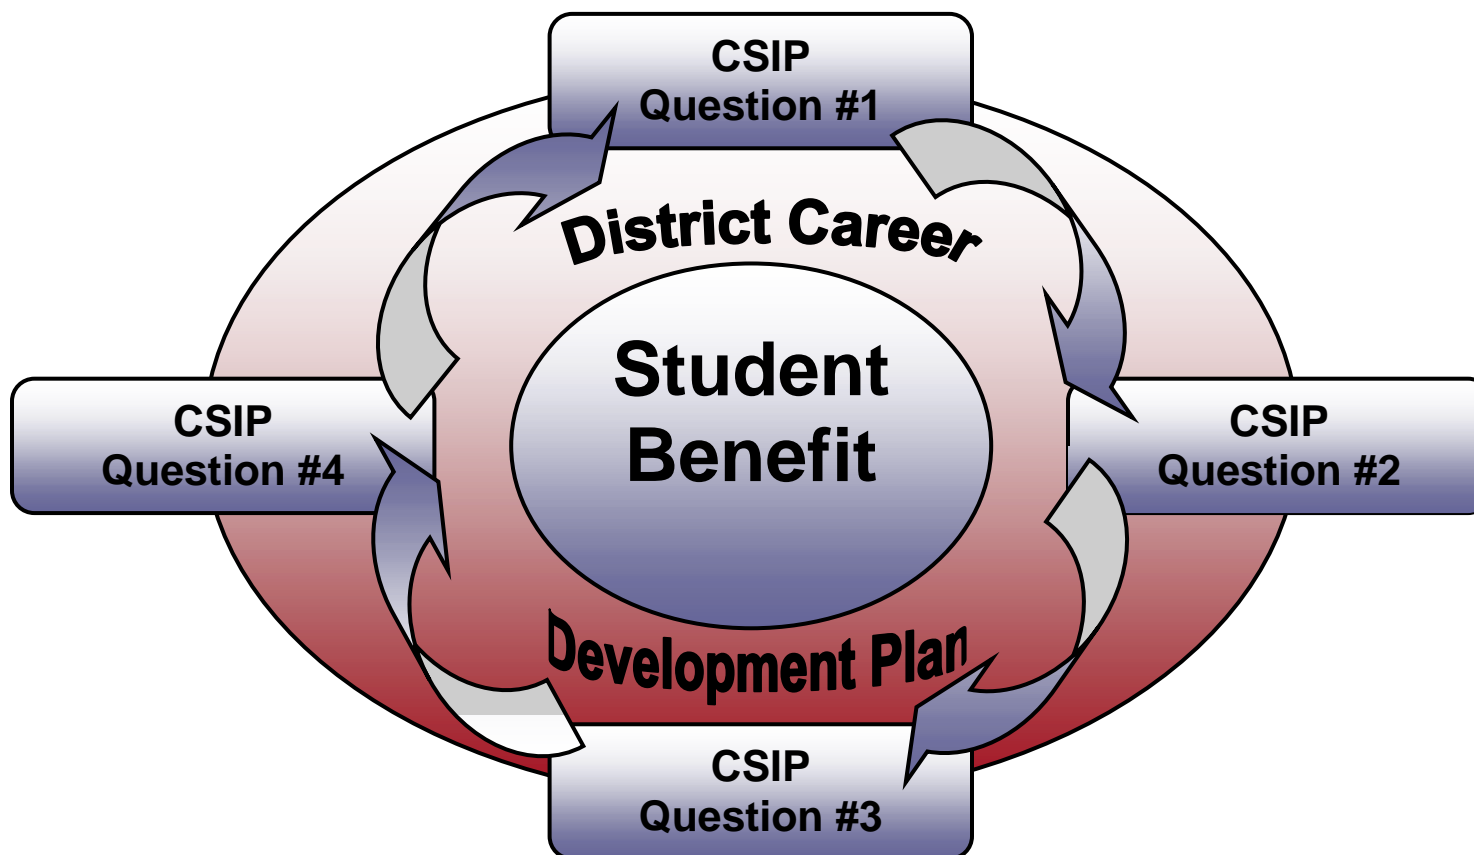 CSIP
Question #1
District Career
Student
Benefit
CSIP
Question #4
CSIP
Question #2
Development Plan
CSIP
Question #3